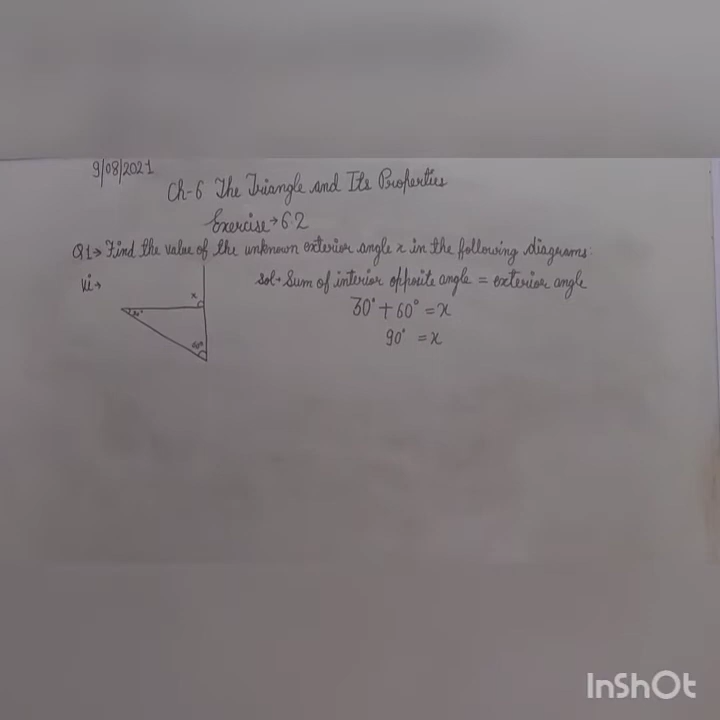 9/08/2021
Ch-6 The Triangle and Its Properties
Exercise→6.2
Q1→ Find the value of the unknown exterior angle x in the following diagrams:
vi→
sol→ Sum of interior opposite angle = exterior angle
x
30°
60°
30° + 60° = x
90° = x
InShOt